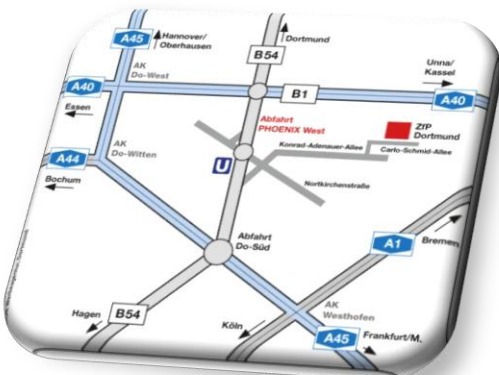 A45
Hannover/
Oberhausen
Dortmund
B54
Unna/
Kassel
AK
Do-West
A40
B1
A40
Essen
Abfahrt
PHOENIX West
ZfP
Dortmund
Konrad-Adenauer-Allee
Carlo-Schmid-Allee
AK
Do-Witten
A44
U
Bochum
Nortkirchenstraße
Abfahrt
Do-Süd
A1
Bremen
Hagen
B54
Köln
AK
Westhofen
A45
Frankfurt/M.